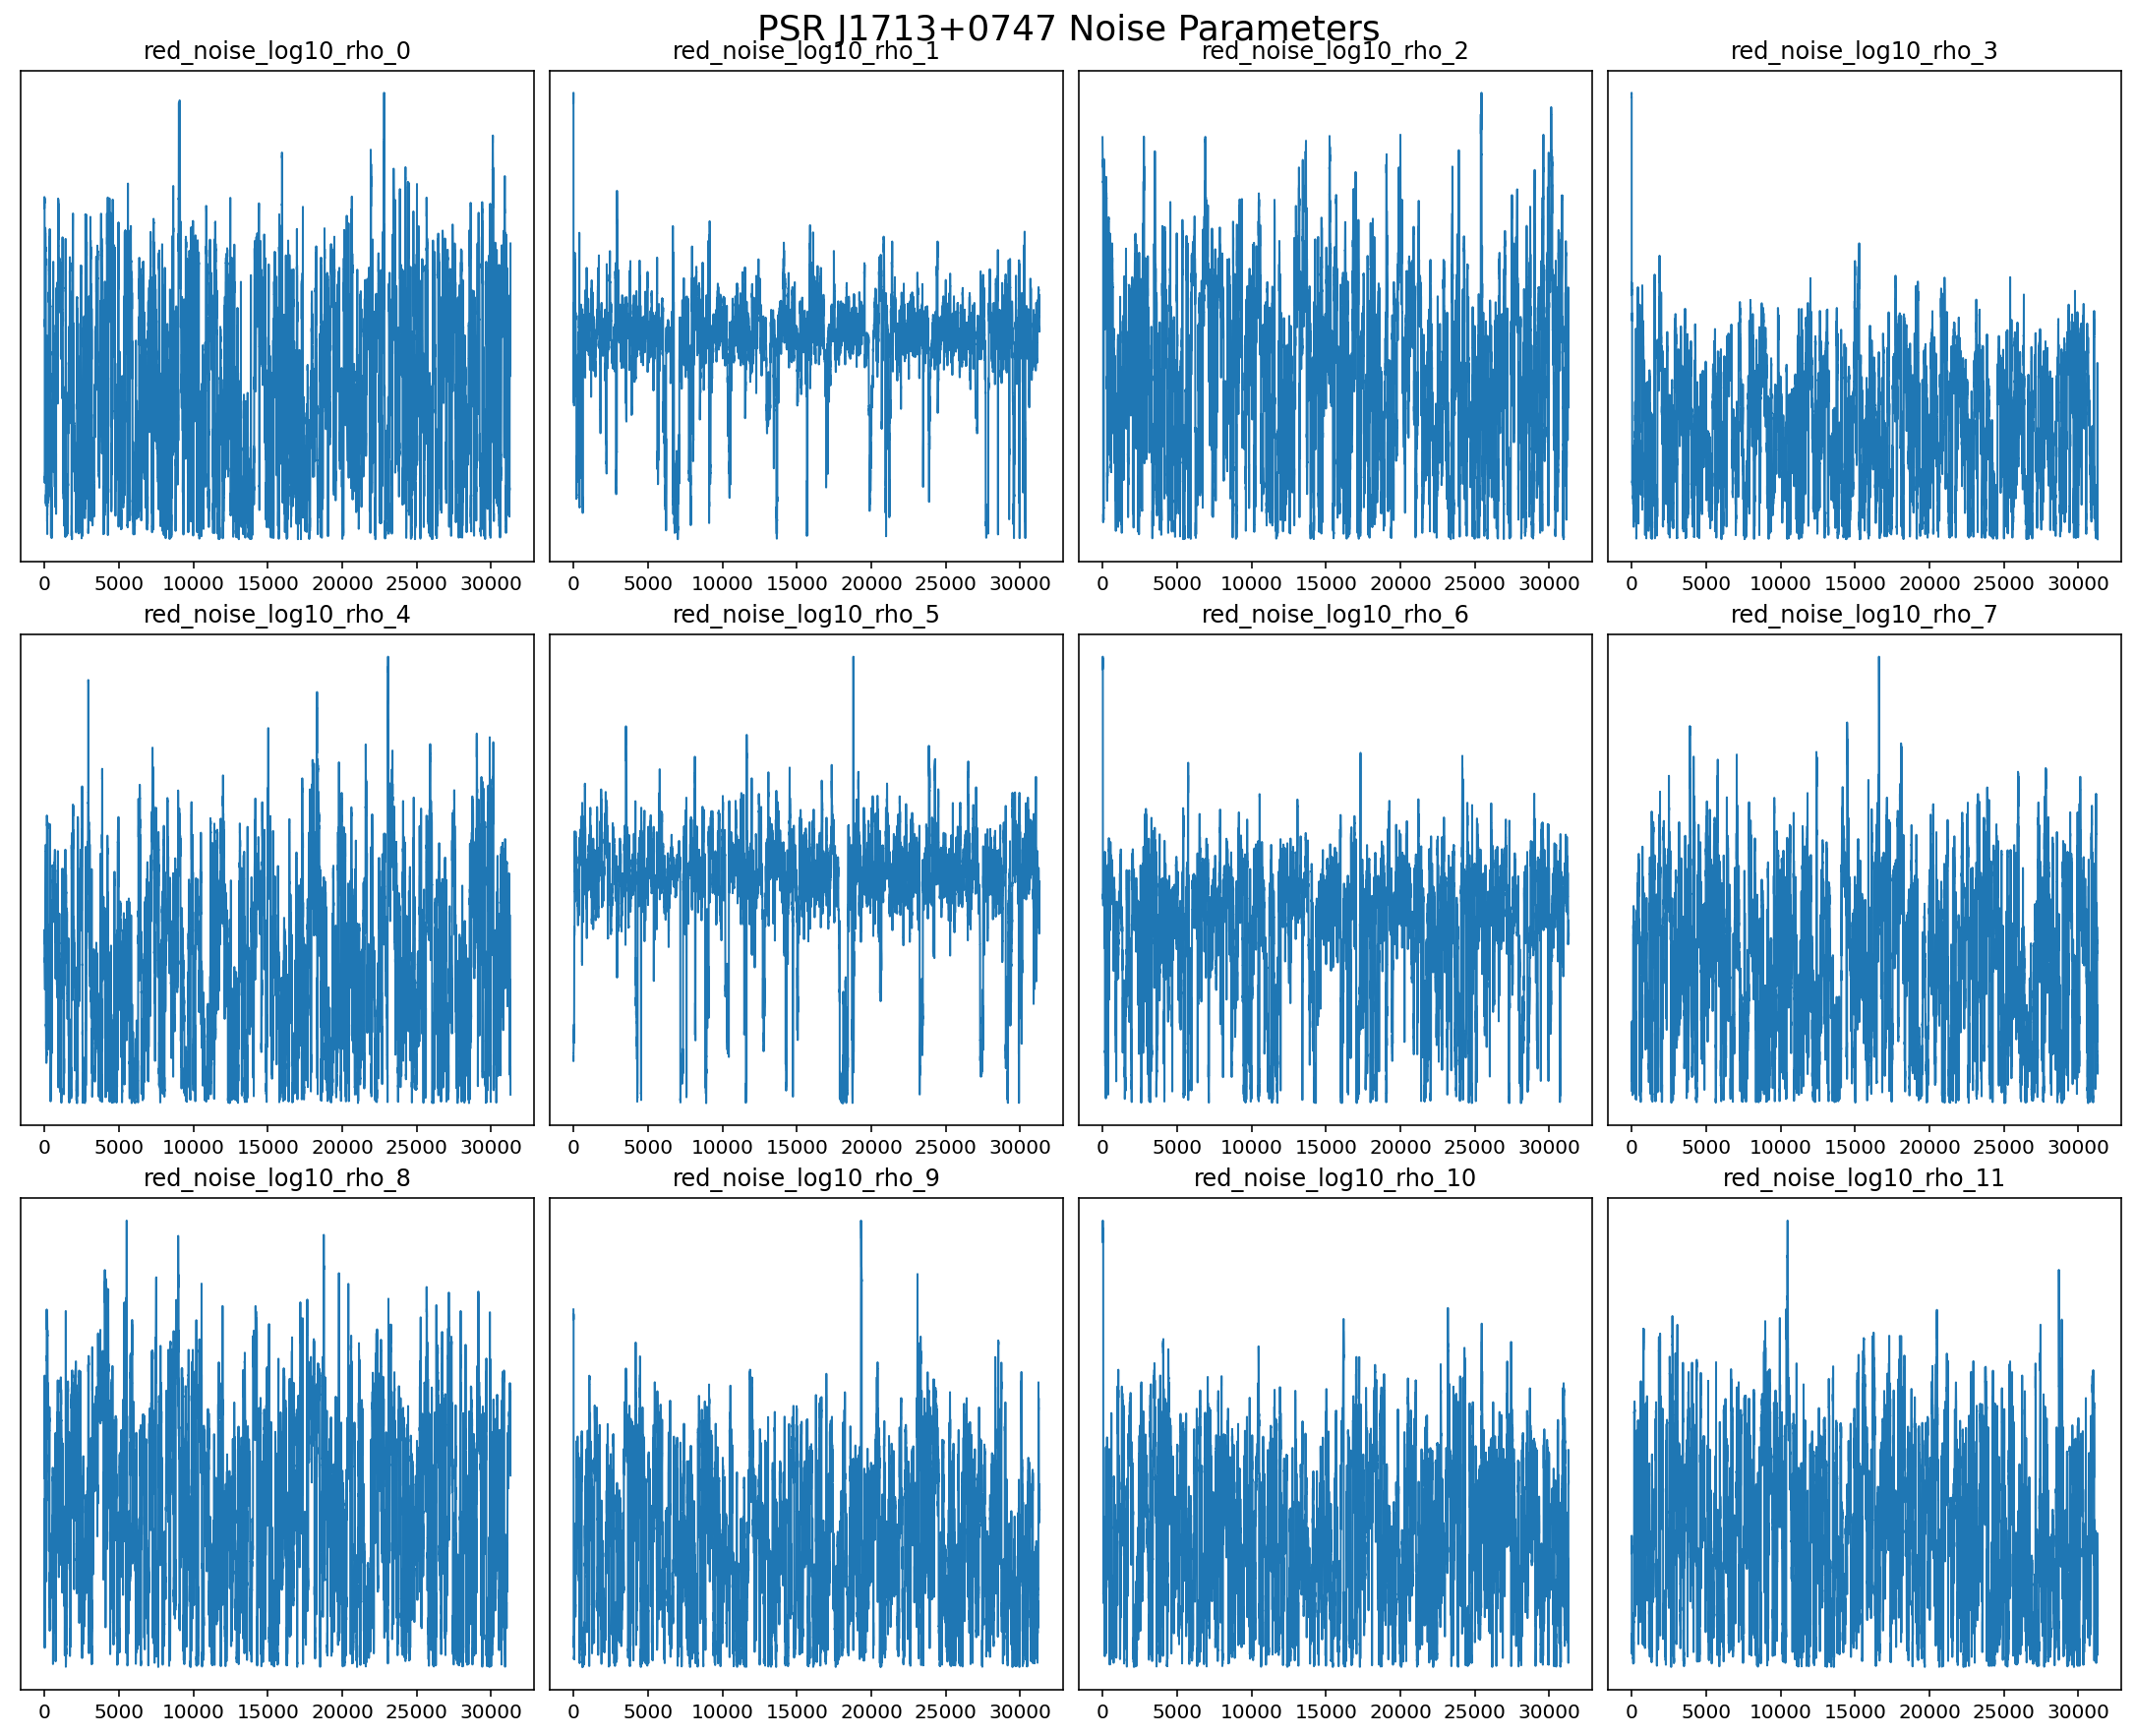 PSR J1713+0747 Noise Parameters
red_noise_log10_rho_0 red_noise_log10_rho_1 red_noise_log10_rho_2 red_noise_log10_rho_3
0 5000 10000 15000 20000 25000 30000 0 5000 10000 15000 20000 25000 30000 0 5000 10000 15000 20000 25000 30000 0 5000 10000 15000 20000 25000 30000
red_noise_log10_rho_4 red_noise_log10_rho_5 red_noise_log10_rho_6 red_noise_log10_rho_7
0 5000 10000 15000 20000 25000 30000 0 5000 10000 15000 20000 25000 30000 0 5000 10000 15000 20000 25000 30000 0 5000 10000 15000 20000 25000 30000
red_noise_log10_rho_8 red_noise_log10_rho_9 red_noise_log10_rho_10 red_noise_log10_rho_11
0 5000 10000 15000 20000 25000 30000 0 5000 10000 15000 20000 25000 30000 0 5000 10000 15000 20000 25000 30000 0 5000 10000 15000 20000 25000 30000